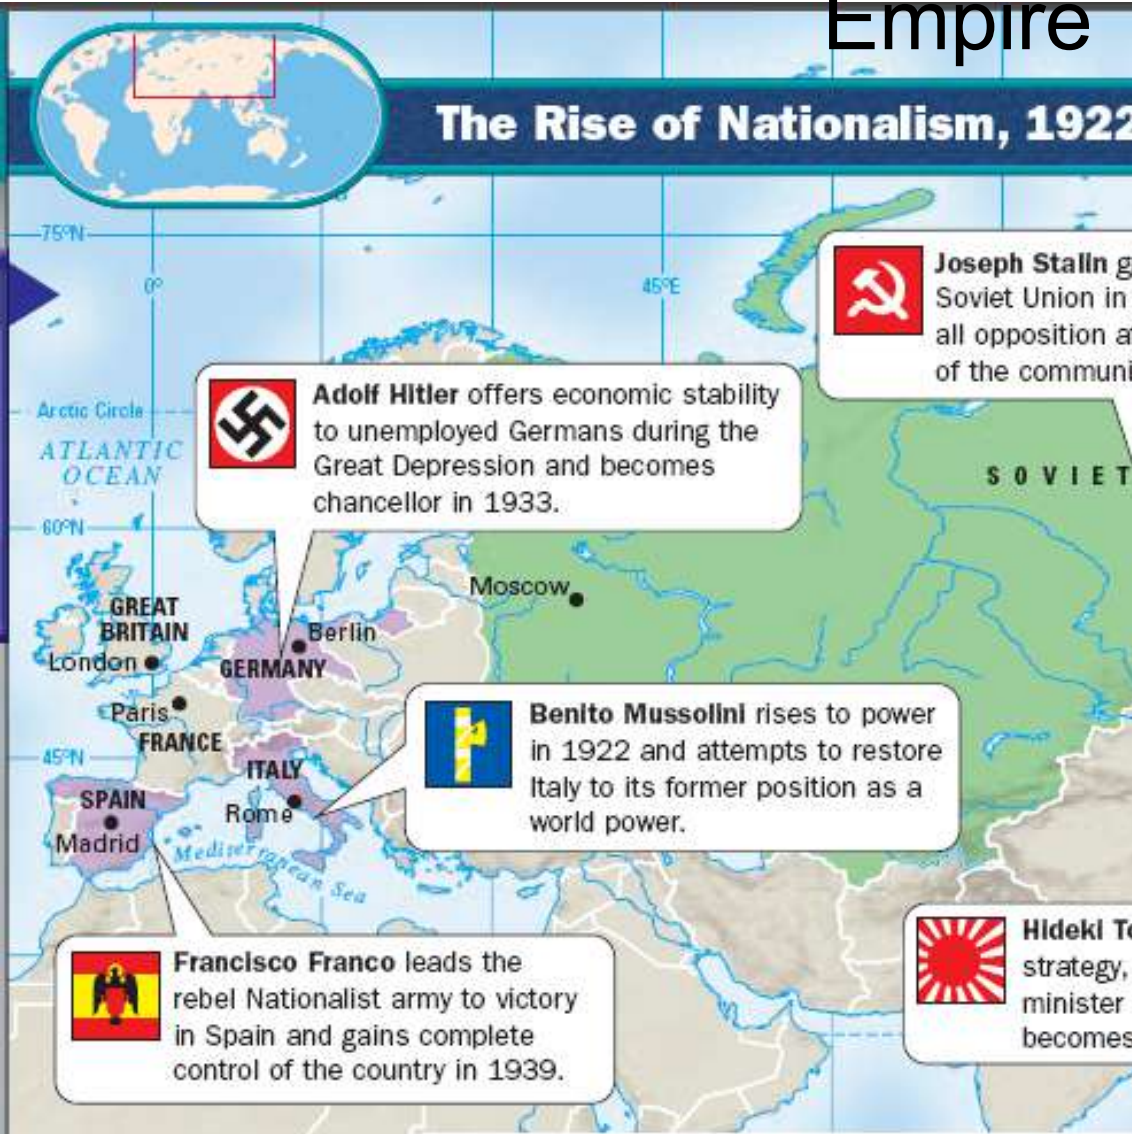 Empire
The Rise of Nationalism, 1922
75°N
0°
45°E
Joseph Stalin g
Soviet Union in
all opposition a
of the communi
Adolf Hitler offers economic stability
to unemployed Germans during the
Great Depression and becomes
chancellor in 1933.
Arctic Circle
ATLANTIC
OCEAN
SOVIET
60°N
Moscow
GREAT
BRITAIN
London
Berlin
GERMANY
Paris
FRANCE
Benito Mussolini rises to power
in 1922 and attempts to restore
Italy to its former position as a
world power.
45°N
ITALY
Rome
SPAIN
Madrid
Mediterranean Sea
Francisco Franco leads the
rebel Nationalist army to victory
in Spain and gains complete
control of the country in 1939.
Hideki To
strategy,
minister
becomes